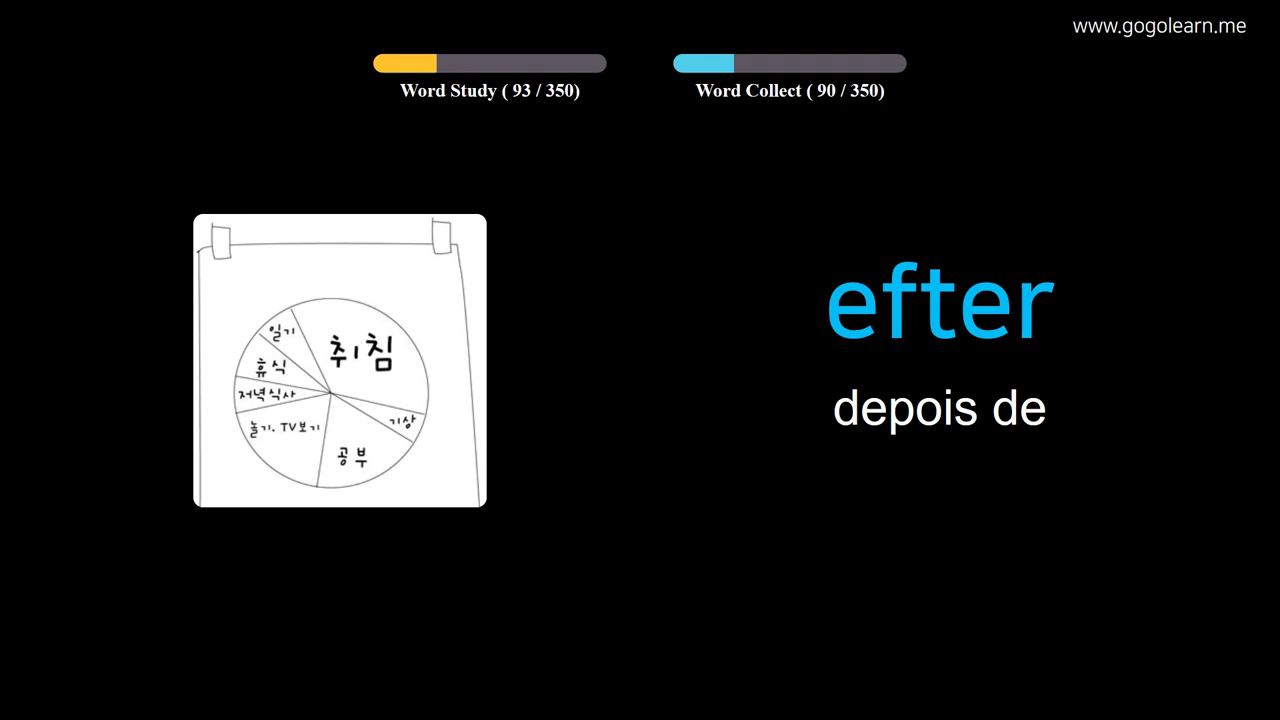 www.gogolearn.me
Word Study ( 93 / 350)
Word Collect ( 90 / 350)
일기
취침
휴식
저녁식사
기상
놀기. TV보기
공부
efter
depois de